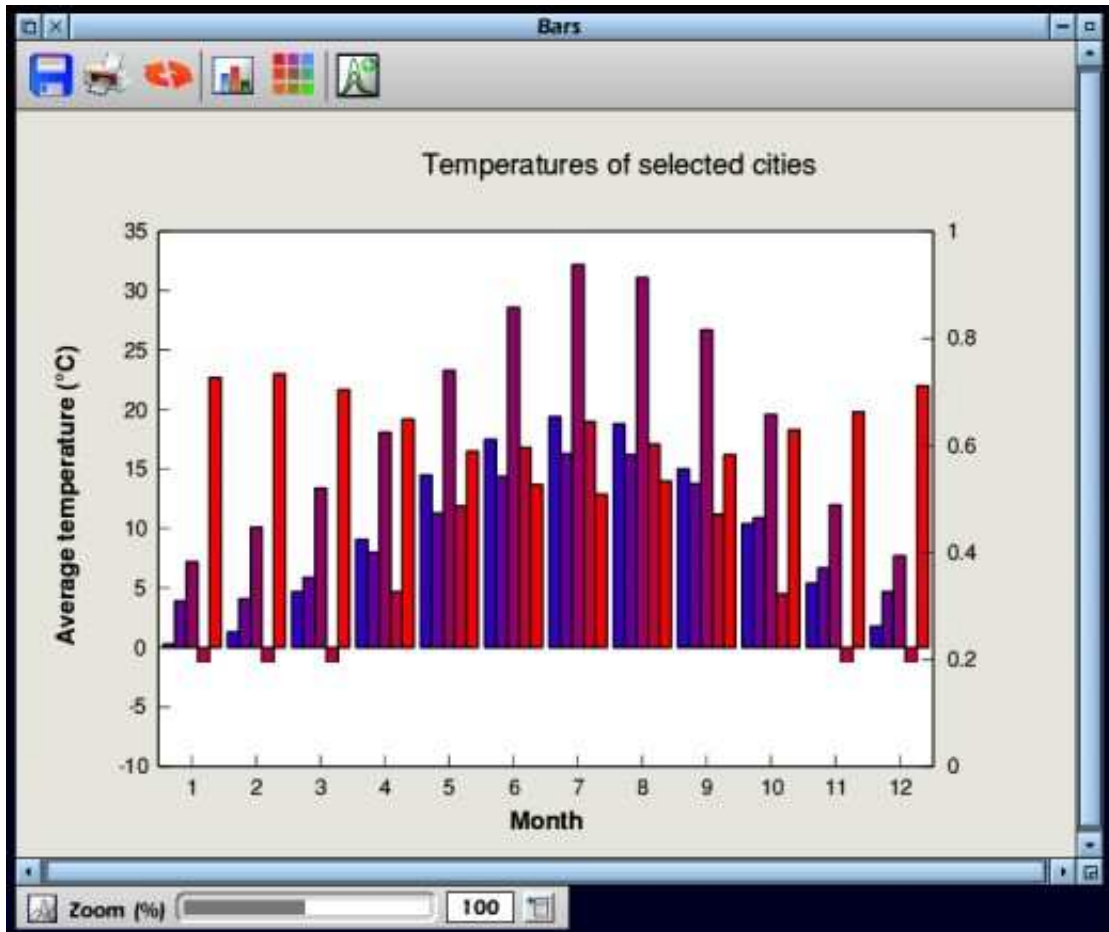 Bars
Temperatures of selected cities
35
30
25
20
15
10
5
0
-5
-10
Average temperature (°C)
1
0.8
0.6
0.4
0.2
0
1 2 3 4 5 6 7 8 9 10 11 12
Month
Zoom (%) 100